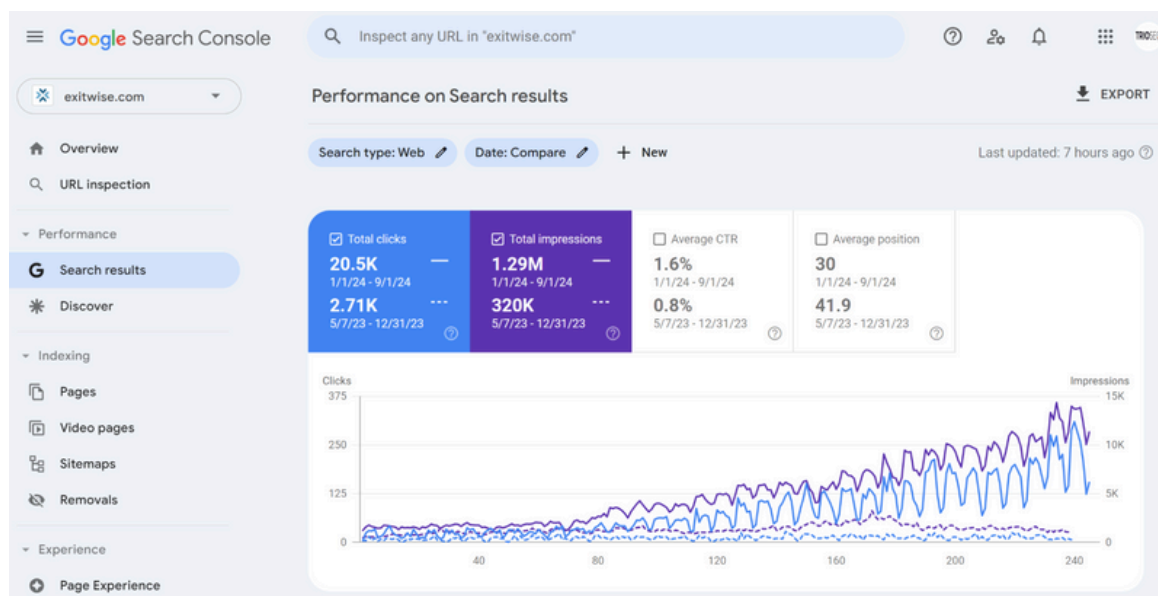 Google Search Console
Inspect any URL in "exitwise.com"
exitwise.com
Performance on Search results
EXPORT
Overview
Search type: Web
Date: Compare
+ New
Last updated: 7 hours ago
URL inspection
Performance
Search results
Discover
Indexing
Pages
Video pages
Sitemaps
Removals
Experience
Page Experience
Total clicks
20.5K
1/1/24 - 9/1/24
2.71K
5/7/23 - 12/31/23
Total impressions
1.29M
1/1/24 - 9/1/24
320K
5/7/23 - 12/31/23
Average CTR
1.6%
1/1/24 - 9/1/24
0.8%
5/7/23 - 12/31/23
Average position
30
1/1/24 - 9/1/24
41.9
5/7/23 - 12/31/23
Clicks
Impressions
375
15K
250
10K
125
5K
0
0
40 80 120 160 200 240